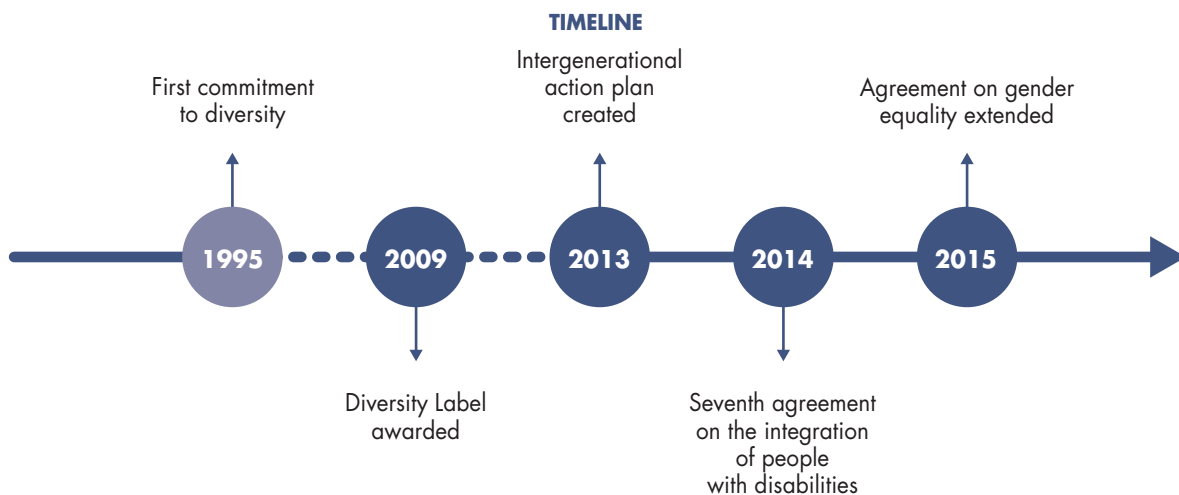 TIMELINE
First commitment
to diversity
Intergenerational
action plan
created
Agreement on gender
equality extended
1995
2009
2013
2014
2015
Diversity Label
awarded
Seventh agreement
on the integration
of people
with disabilities